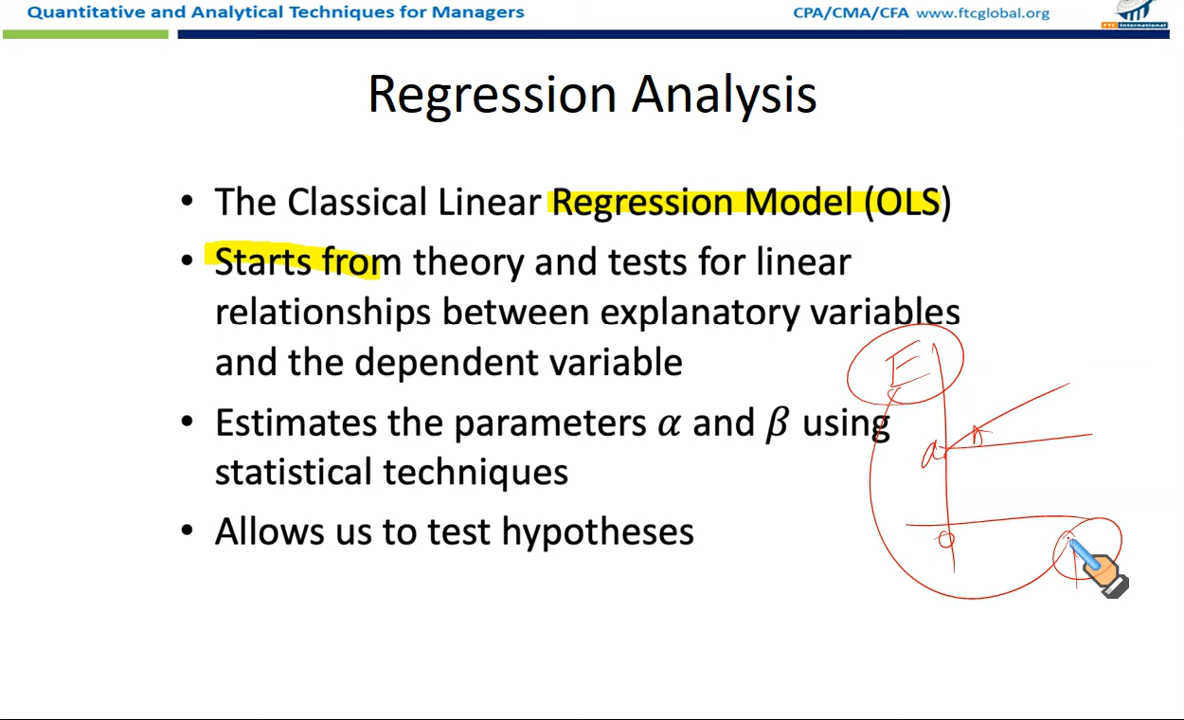 Quantitative and Analytical Techniques for Managers
CPA/CMA/CFA www.ftcglobal.org
FTC International
Regression Analysis
• The Classical Linear Regression Model (OLS)
• Starts from theory and tests for linear
relationships between explanatory variables
and the dependent variable
E
• Estimates the parameters α and β using
statistical techniques
• Allows us to test hypotheses